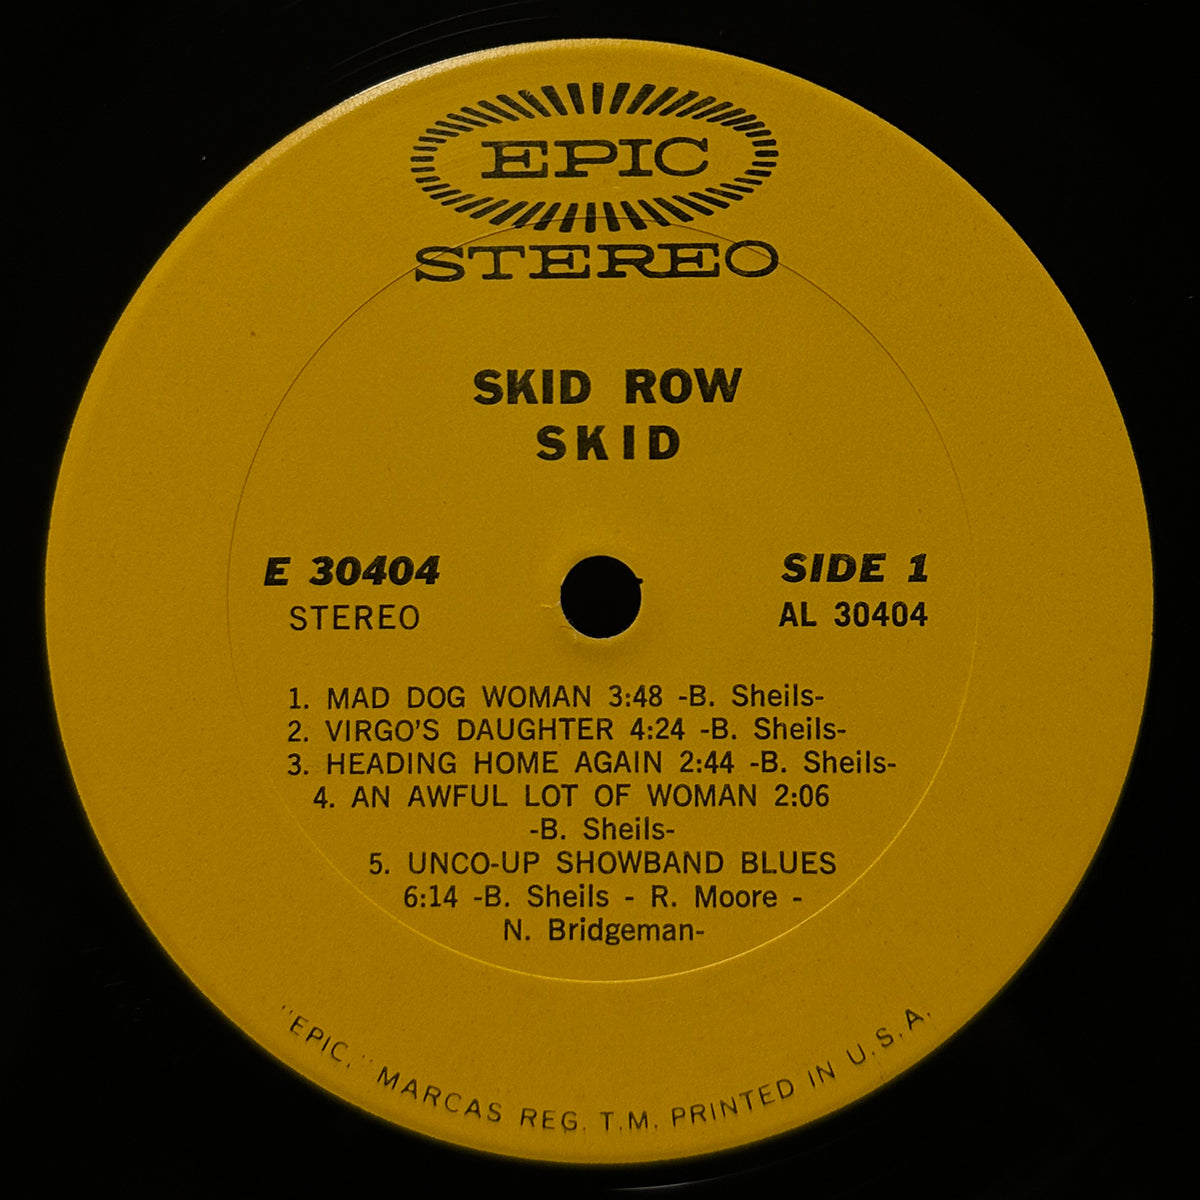 EPIC
STEREO
SKID ROW
SKID
E 30404
STEREO
SIDE 1
AL 30404
1. MAD DOG WOMAN 3:48 -B. Sheils-
2. VIRGO'S DAUGHTER 4:24 -B. Sheils-
3. HEADING HOME AGAIN 2:44 -B. Sheils-
4. AN AWFUL LOT OF WOMAN 2:06
-B. Sheils-
5. UNCO-UP SHOWBAND BLUES
6:14 -B. Sheils - R. Moore -
N. Bridgeman-
"EPIC," MARCAS REG. T.M. PRINTED IN U.S.A.